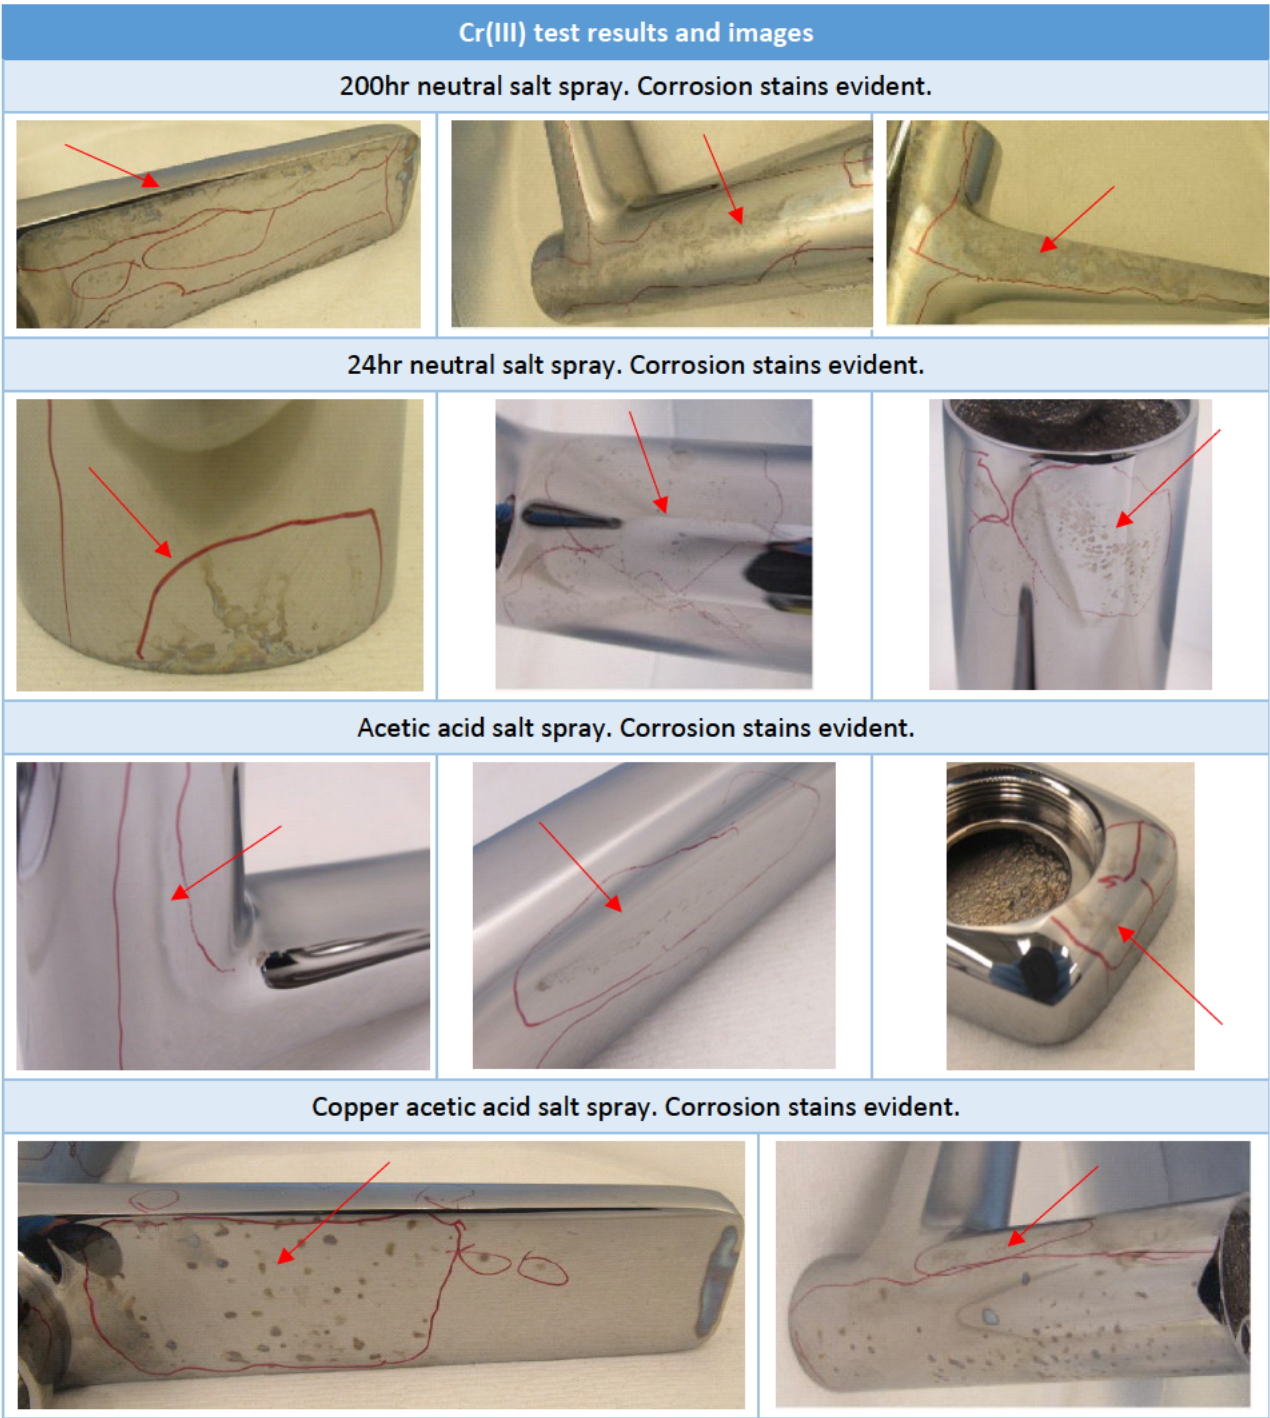 Cr(III) test results and images
200hr neutral salt spray. Corrosion stains evident.
24hr neutral salt spray. Corrosion stains evident.
Acetic acid salt spray. Corrosion stains evident.
Copper acetic acid salt spray. Corrosion stains evident.